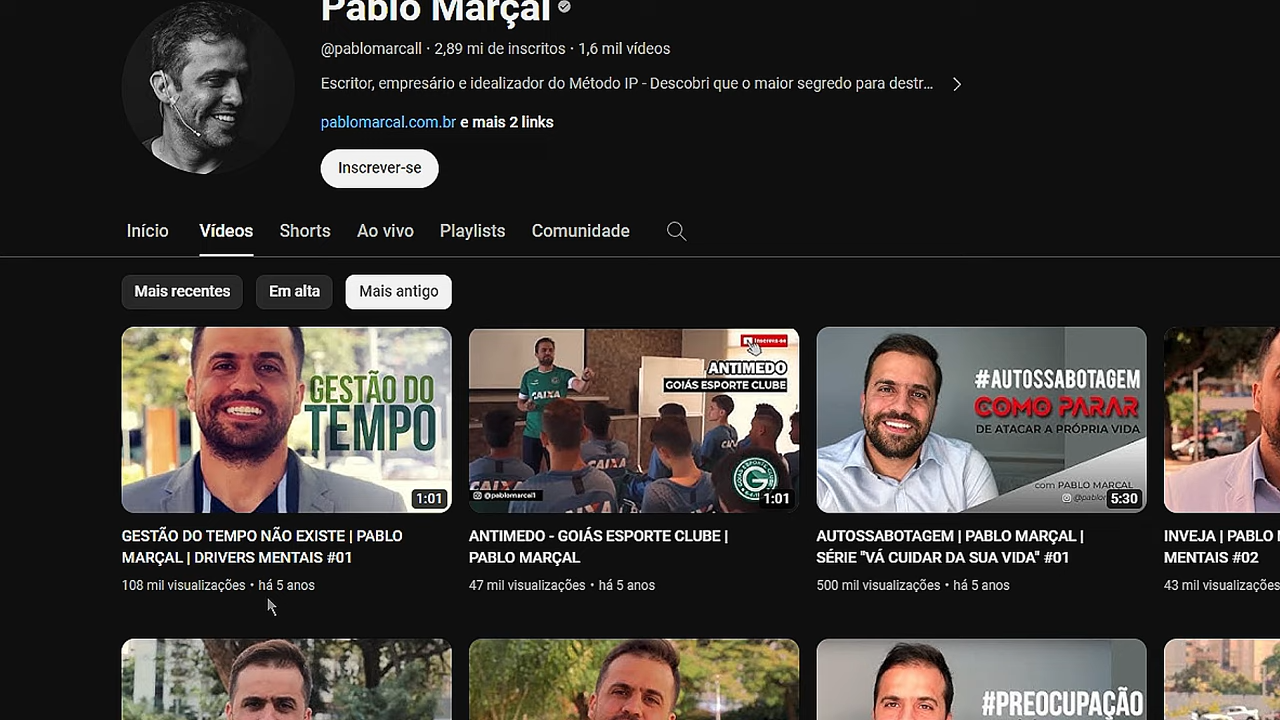 Pablo Marçal
@pablomarcall · 2,89 mi de inscritos · 1,6 mil vídeos
Escritor, empresário e idealizador do Método IP - Descobri que o maior segredo para destr...
pablomarcal.com.br e mais 2 links
Inscrever-se
Início Vídeos Shorts Ao vivo Playlists Comunidade
Mais recentes Em alta Mais antigo
GESTÃO DO
TEMPO
1:01
Inscreva-se
ANTIMEDO
GOIÁS ESPORTE CLUBE
CAIXA
@pablomarcal1
1:01
#AUTOSSABOTAGEM
COMO PARAR
DE ATACAR A PRÓPRIA VIDA
com PABLO MARCAL
5:30
GESTÃO DO TEMPO NÃO EXISTE | PABLO
MARÇAL | DRIVERS MENTAIS #01
108 mil visualizações • há 5 anos
ANTIMEDO - GOIÁS ESPORTE CLUBE |
PABLO MARÇAL
47 mil visualizações • há 5 anos
AUTOSSABOTAGEM | PABLO MARÇAL |
SÉRIE "VÁ CUIDAR DA SUA VIDA" #01
500 mil visualizações • há 5 anos
INVEJA | PABLO
MENTAIS #02
43 mil visualizações
#PREOCUPAÇÃO